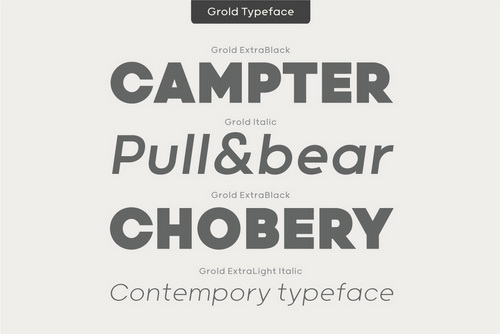 Grold Typeface
Grold ExtraBlack
CAMPTER
Grold Italic
Pull&bear
Grold ExtraBlack
CHOBERY
Grold ExtraLight Italic
Contempory typeface